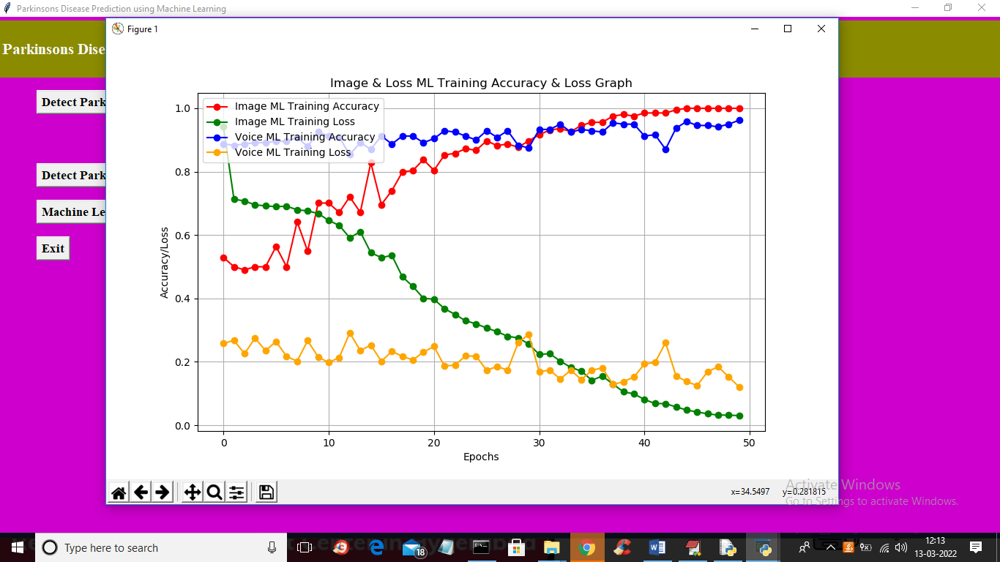 Parkinsons Disease Prediction using Machine Learning
Figure 1
Parkinsons Dise
Detect Park
Detect Park
Machine Le
Exit
Image & Loss ML Training Accuracy & Loss Graph
Image ML Training Accuracy
Image ML Training Loss
Voice ML Training Accuracy
Voice ML Training Loss
Accuracy/Loss
1.0
0.8
0.6
0.4
0.2
0.0
0 10 20 30 40 50
Epochs
x=34.5497 y=0.281815
Activate Windows
Go to Settings to activate Windows.
Type here to search
18
12:13
13-03-2022